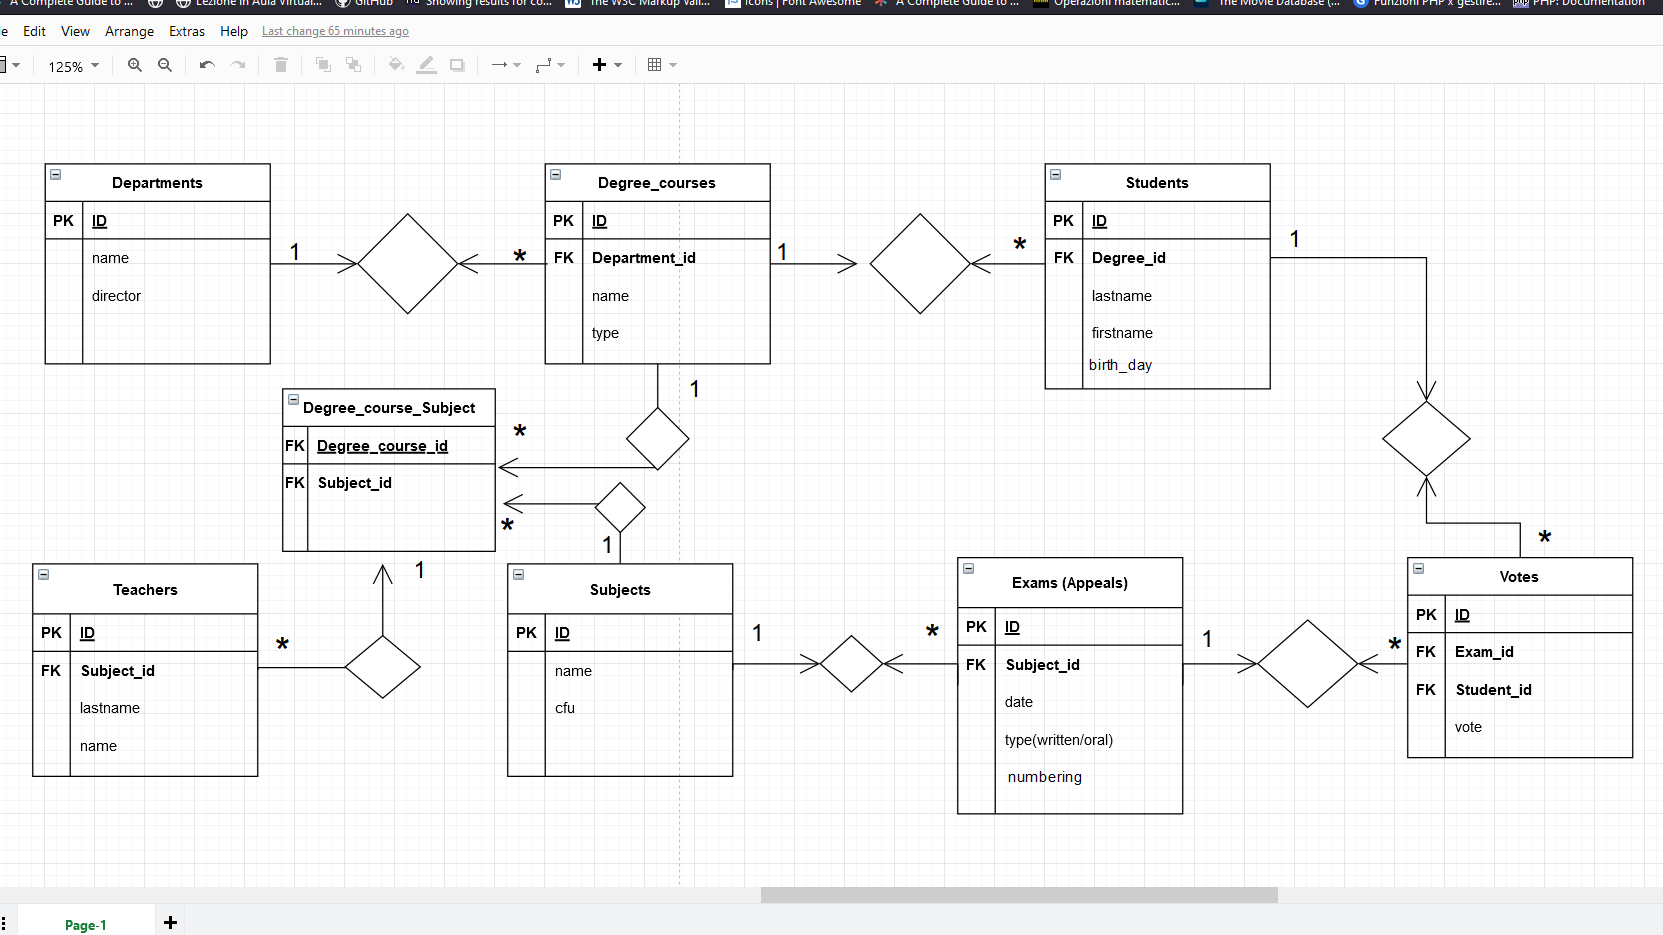 A Complete Guide to ...
Lezione in Aula Virtual...
GitHub
Showing results for co...
The W3C Markup Vali...
Icons | Font Awesome
A Complete Guide to ...
Operazioni matematic...
The Movie Database (...
Funzioni PHP x gestire...
PHP: Documentation
Edit View Arrange Extras Help Last change 65 minutes ago
125%
Departments
PK ID
name
director
1
*
Degree_courses
PK ID
FK Department_id
name
type
1
*
Students
PK ID
FK Degree_id
lastname
firstname
birth_day
1
1
Degree_course_Subject
FK Degree_course_id
FK Subject_id
*
*
1
1
*
Teachers
PK ID
FK Subject_id
lastname
name
*
Subjects
PK ID
name
cfu
1
*
Exams (Appeals)
PK ID
FK Subject_id
date
type(written/oral)
numbering
1
*
Votes
PK ID
FK Exam_id
FK Student_id
vote
Page-1